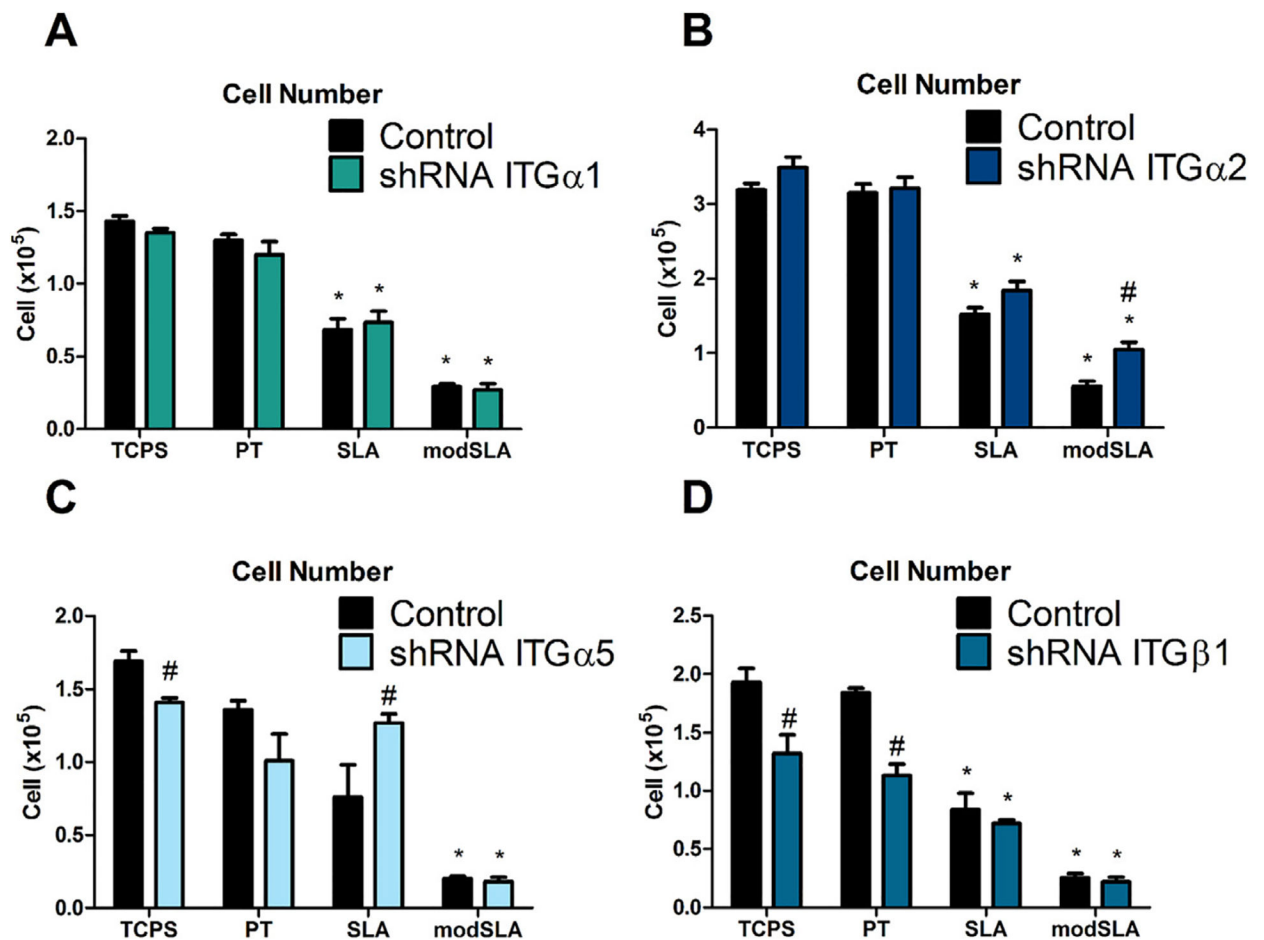 A
Cell Number
Control
shRNA ITGα1
Cell (x10⁵)
2.0
1.5
1.0
0.5
0.0
* *
* *
TCPS PT SLA modSLA
B
Cell Number
Control
shRNA ITGα2
Cell (x10⁵)
4
3
2
1
0
* *
#
* *
TCPS PT SLA modSLA
C
Cell Number
Control
shRNA ITGα5
Cell (x10⁵)
2.0
1.5
1.0
0.5
0.0
#
#
* *
TCPS PT SLA modSLA
D
Cell Number
Control
shRNA ITGβ1
Cell (x10⁵)
2.5
2.0
1.5
1.0
0.5
0.0
#
#
* *
* *
TCPS PT SLA modSLA